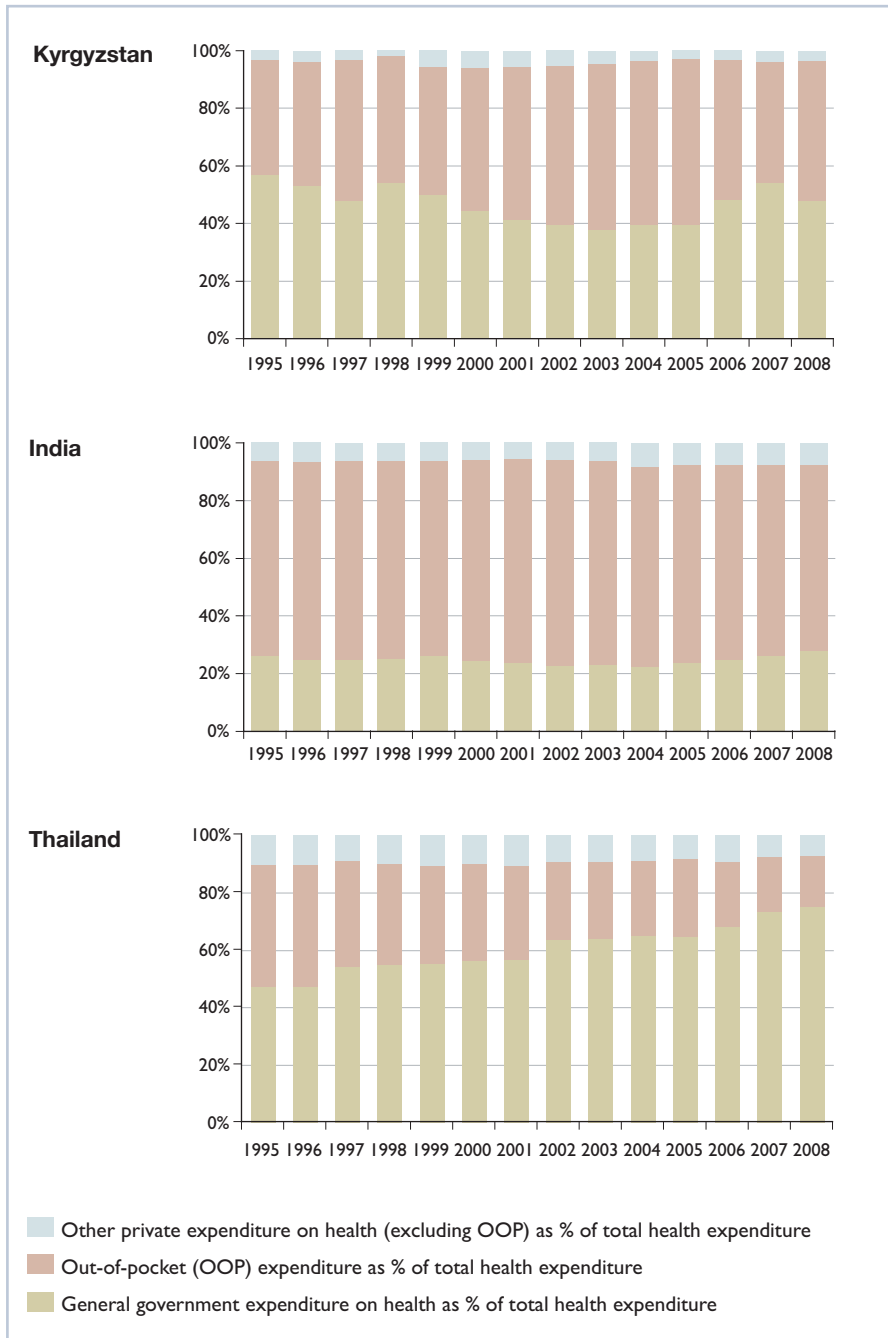 Kyrgyzstan
100%
80%
60%
40%
20%
0%
1995 1996 1997 1998 1999 2000 2001 2002 2003 2004 2005 2006 2007 2008
India
100%
80%
60%
40%
20%
0%
1995 1996 1997 1998 1999 2000 2001 2002 2003 2004 2005 2006 2007 2008
Thailand
100%
80%
60%
40%
20%
0%
1995 1996 1997 1998 1999 2000 2001 2002 2003 2004 2005 2006 2007 2008
Other private expenditure on health (excluding OOP) as % of total health expenditure
Out-of-pocket (OOP) expenditure as % of total health expenditure
General government expenditure on health as % of total health expenditure